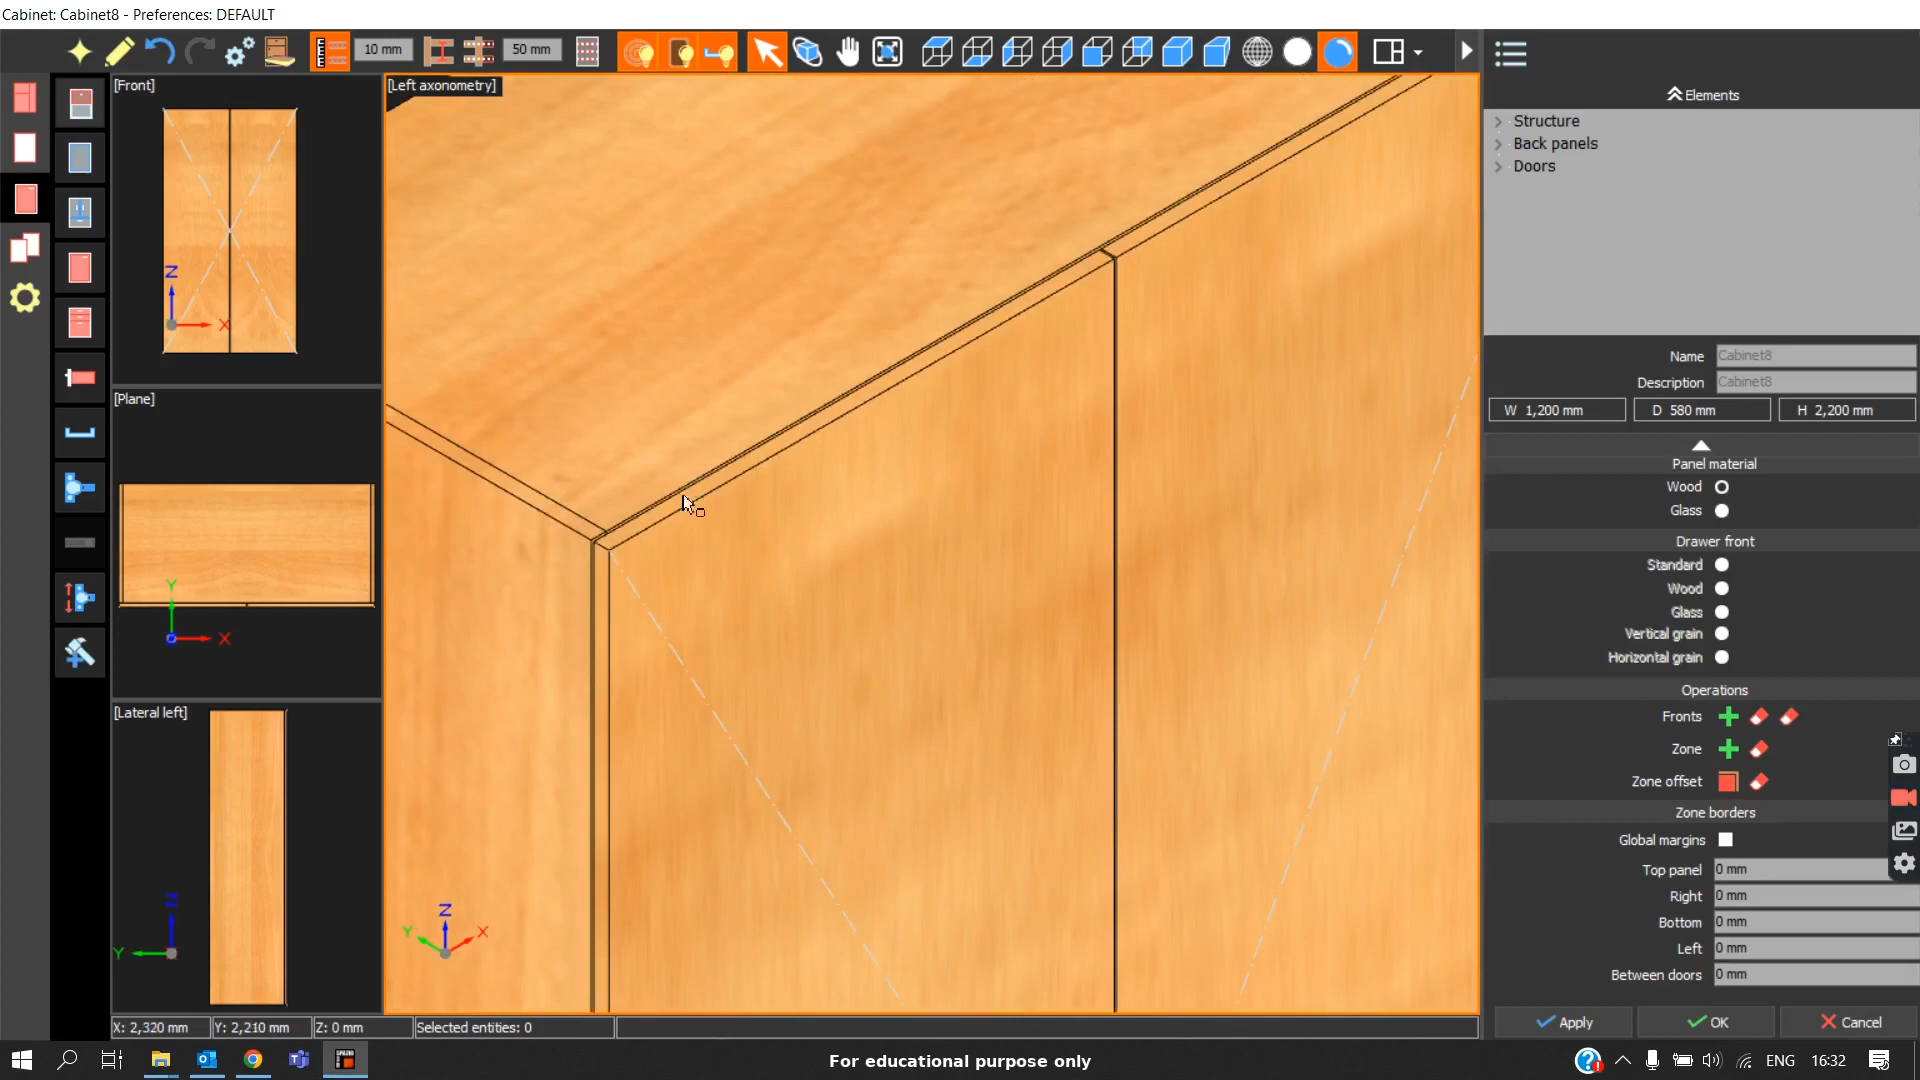 Cabinet: Cabinet8 - Preferences: DEFAULT
10 mm
50 mm
[Front]
Z
X
[Plane]
Y
X
[Lateral left]
Z
Y
[Left axonometry]
Z
Y
X
Elements
Structure
Back panels
Doors
Name Cabinet8
Description Cabinet8
W 1,200 mm D 580 mm H 2,200 mm
Panel material
Wood
Glass
Drawer front
Standard
Wood
Glass
Vertical grain
Horizontal grain
Operations
Fronts
Zone
Zone offset
Zone borders
Global margins
Top panel 0 mm
Right 0 mm
Bottom 0 mm
Left 0 mm
Between doors 0 mm
Apply OK Cancel
X: 2,320 mm Y: 2,210 mm Z: 0 mm Selected entities: 0
For educational purpose only
ENG 16:32